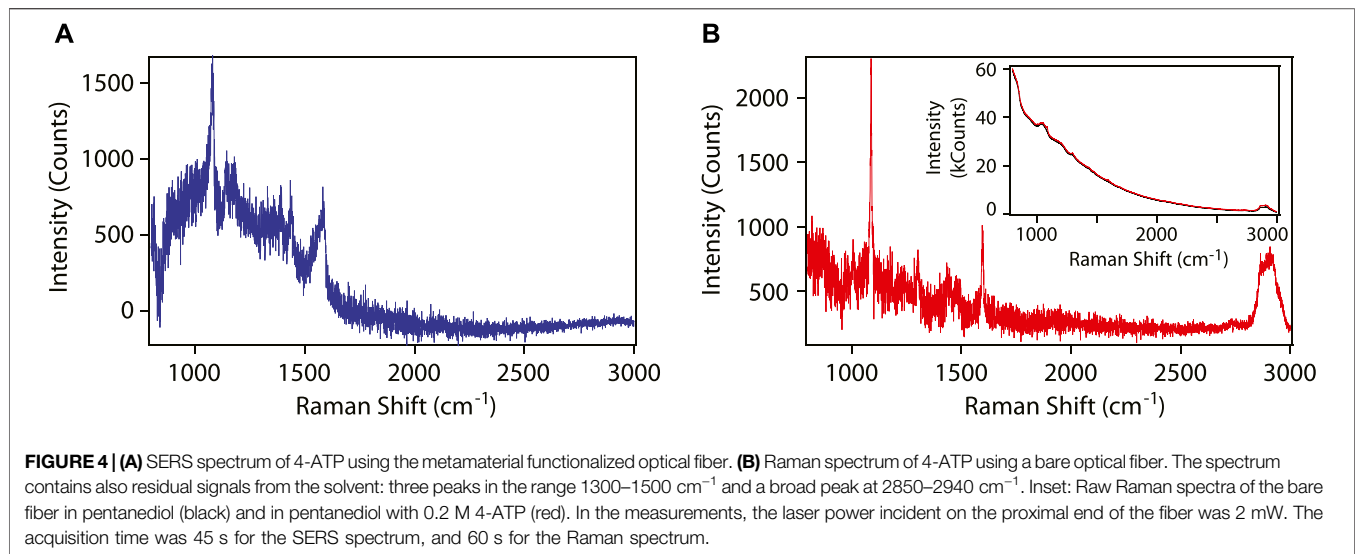 A
B
1500
1000
500
0
Intensity (Counts)
1000
1500
2000
2500
3000
Raman Shift (cm-1)
2000
1500
1000
500
Intensity (Counts)
1000
1500
2000
2500
3000
Raman Shift (cm-1)
60
40
20
0
Intensity
(kCounts)
1000
2000
3000
Raman Shift (cm-1)
FIGURE 4 | (A) SERS spectrum of 4-ATP using the metamaterial functionalized optical fiber. (B) Raman spectrum of 4-ATP using a bare optical fiber. The spectrum
contains also residual signals from the solvent: three peaks in the range 1300–1500 cm−1 and a broad peak at 2850–2940 cm−1. Inset: Raw Raman spectra of the bare
fiber in pentanediol (black) and in pentanediol with 0.2 M 4-ATP (red). In the measurements, the laser power incident on the proximal end of the fiber was 2 mW. The
acquisition time was 45 s for the SERS spectrum, and 60 s for the Raman spectrum.